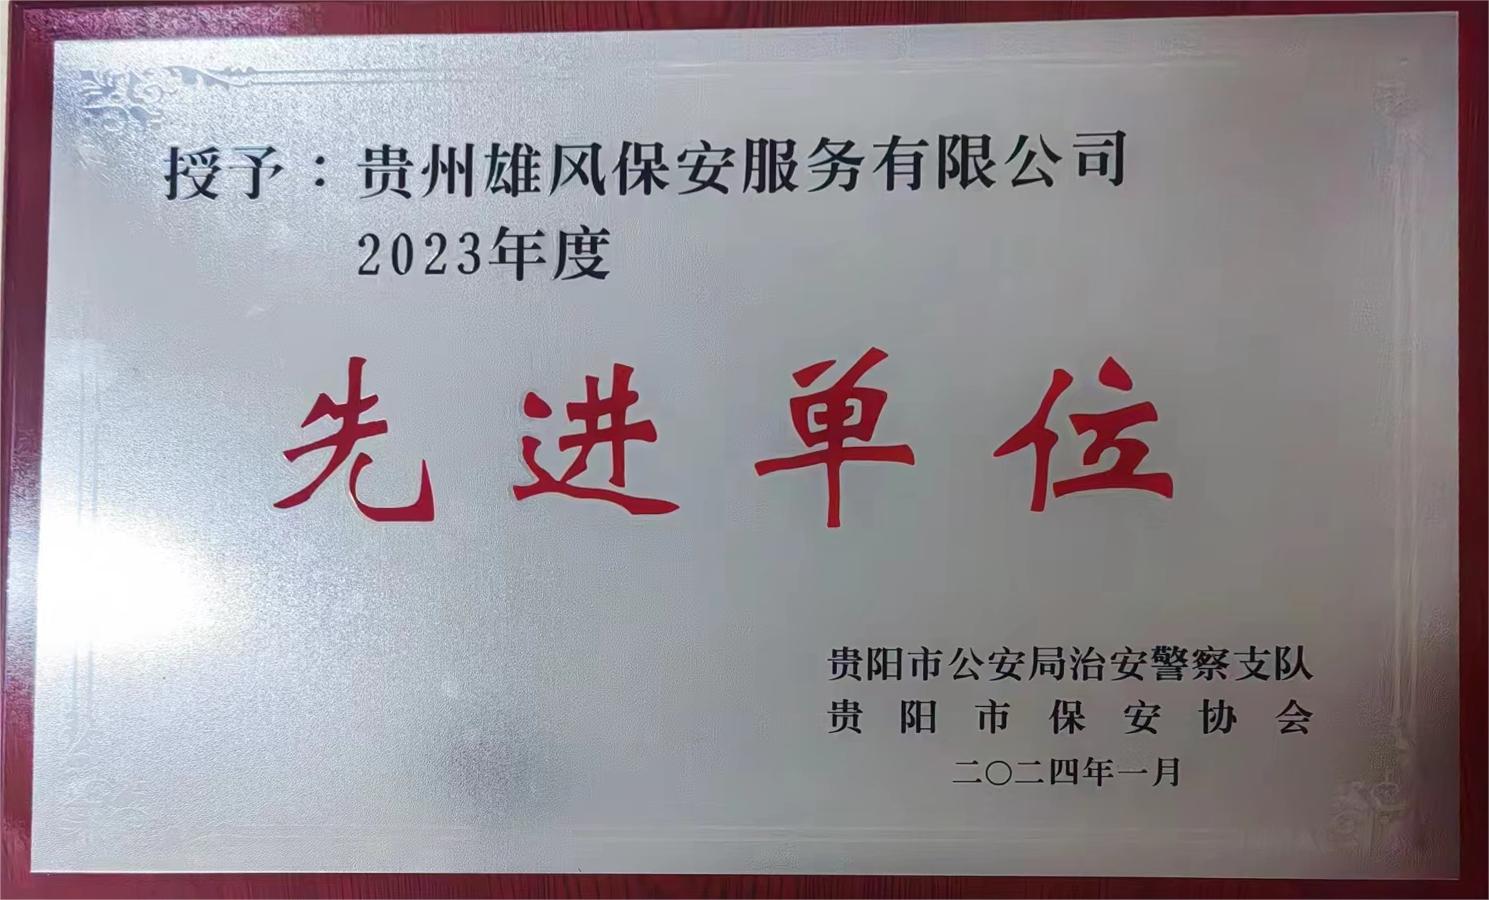 授予：贵州雄风保安服务有限公司
2023年度
先进单位
贵阳市公安局治安警察支队
贵阳市保安协会
二〇二四年一月